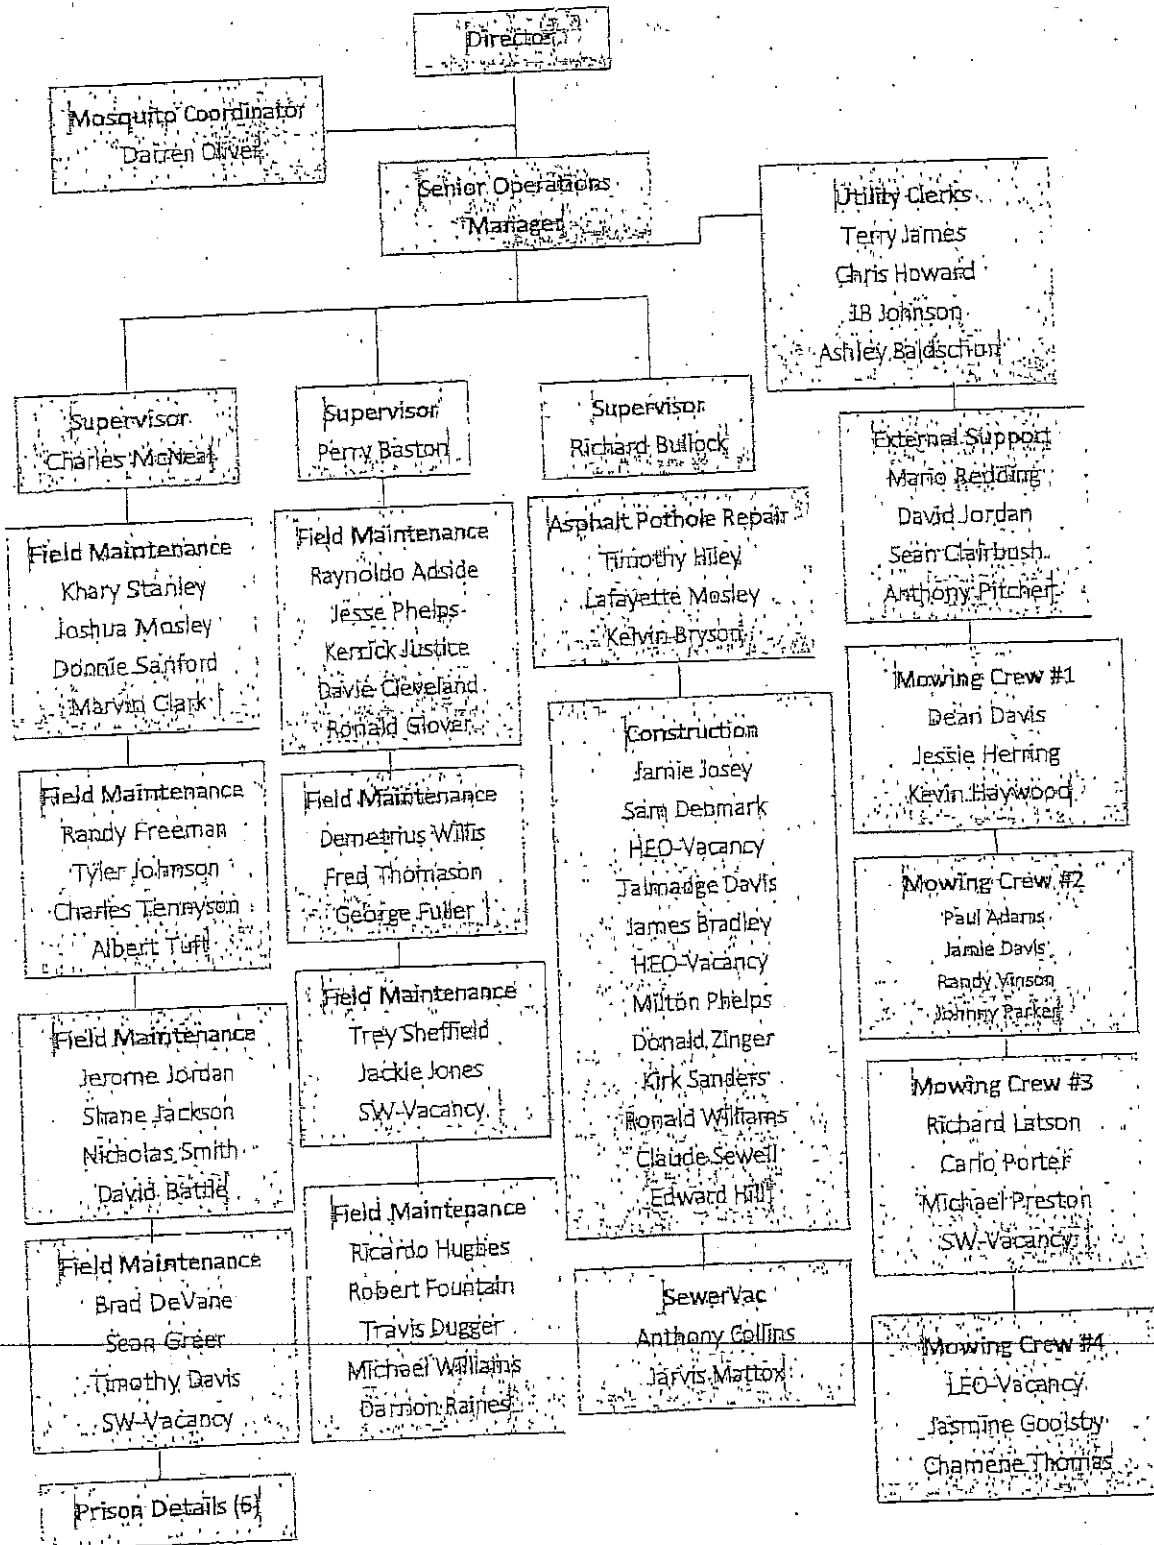 Director
Mosquito Coordinator
Darren Oliver
Senior Operations
Manager
Utility Clerks
Terry James
Chris Howard
JB Johnson
Ashley Baldschun
Supervisor
Charles McNeal
Supervisor
Perry Baston
Supervisor
Richard Bullock
External Support
Mario Redding
David Jordan
Sean Clairbush
Anthony Pitcher
Field Maintenance
Khary Stanley
Joshua Mosley
Donnie Sanford
Marvin Clark
Field Maintenance
Raynoldo Adside
Jesse Phelps
Kerrick Justice
Davie Cleveland
Ronald Glover
Asphalt Pothole Repair
Timothy Hiley
Lafayette Mosley
Kelvin Bryson
Mowing Crew #1
Dean Davis
Jessie Herring
Kevin Haywood
Field Maintenance
Randy Freeman
Tyler Johnson
Charles Tennyson
Albert Tuft
Field Maintenance
Demetrius Willis
Fred Thomason
George Fuller
Construction
Jamie Josey
Sam Denmark
HEO-Vacancy
Talmadge Davis
James Bradley
HEO-Vacancy
Milton Phelps
Donald Zinger
Kirk Sanders
Ronald Williams
Claude Sewell
Edward Hill
Mowing Crew #2
Paul Adams
Jamie Davis
Randy Vinson
Johnny Parker
Field Maintenance
Jerome Jordan
Shane Jackson
Nicholas Smith
David Battle
Field Maintenance
Trey Sheffield
Jackie Jones
SW-Vacancy
Mowing Crew #3
Richard Latson
Carlo Porter
Michael Preston
SW-Vacancy
Field Maintenance
Brad DeVane
Sean Greer
Timothy Davis
SW-Vacancy
Field Maintenance
Ricardo Hughes
Robert Fountain
Travis Dugger
Michael Williams
Darrion Raines
SewerVac
Anthony Collins
Jarvis Mattox
Mowing Crew #4
LEO-Vacancy
Jasmine Goolsby
Charnene Thomas
Prison Details (6)